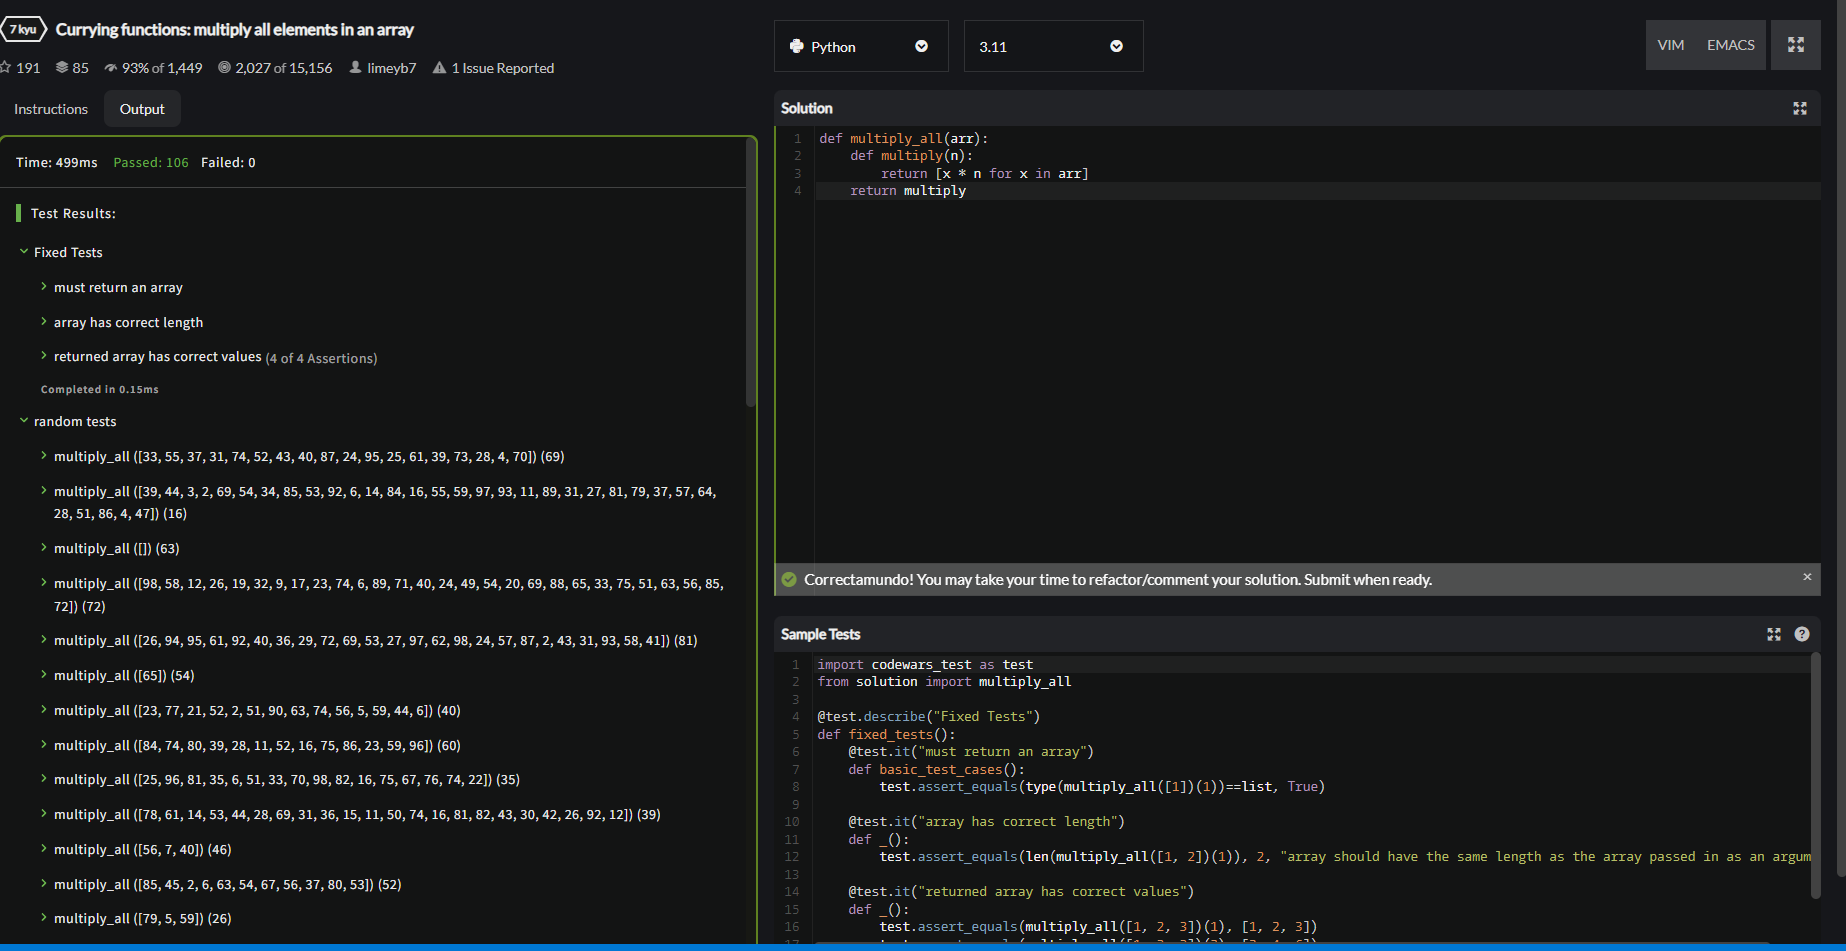 7 kyu Currying functions: multiply all elements in an array
191 85 93% of 1,449 2,027 of 15,156 limeyb7 1 Issue Reported
Instructions Output
Time: 499ms Passed: 106 Failed: 0
Test Results:
Fixed Tests
must return an array
array has correct length
returned array has correct values (4 of 4 Assertions)
Completed in 0.15ms
random tests
multiply_all ([33, 55, 37, 31, 74, 52, 43, 40, 87, 24, 95, 25, 61, 39, 73, 28, 4, 70]) (69)
multiply_all ([39, 44, 3, 2, 69, 54, 34, 85, 53, 92, 6, 14, 84, 16, 55, 59, 97, 93, 11, 89, 31, 27, 81, 79, 37, 57, 64,
28, 51, 86, 4, 47]) (16)
multiply_all ([]) (63)
multiply_all ([98, 58, 12, 26, 19, 32, 9, 17, 23, 74, 6, 89, 71, 40, 24, 49, 54, 20, 69, 88, 65, 33, 75, 51, 63, 56, 85,
72]) (72)
multiply_all ([26, 94, 95, 61, 92, 40, 36, 29, 72, 69, 53, 27, 97, 62, 98, 24, 57, 87, 2, 43, 31, 93, 58, 41]) (81)
multiply_all ([65]) (54)
multiply_all ([23, 77, 21, 52, 2, 51, 90, 63, 74, 56, 5, 59, 44, 6]) (40)
multiply_all ([84, 74, 80, 39, 28, 11, 52, 16, 75, 86, 23, 59, 96]) (60)
multiply_all ([25, 96, 81, 35, 6, 51, 33, 70, 98, 82, 16, 75, 67, 76, 74, 22]) (35)
multiply_all ([78, 61, 14, 53, 44, 28, 69, 31, 36, 15, 11, 50, 74, 16, 81, 82, 43, 30, 42, 26, 92, 12]) (39)
multiply_all ([56, 7, 40]) (46)
multiply_all ([85, 45, 2, 6, 63, 54, 67, 56, 37, 80, 53]) (52)
multiply_all ([79, 5, 59]) (26)
Python 3.11 VIM EMACS
Solution
1 def multiply_all(arr):
2     def multiply(n):
3         return [x * n for x in arr]
4     return multiply
Correctamundo! You may take your time to refactor/comment your solution. Submit when ready. ×
Sample Tests
1 import codewars_test as test
2 from solution import multiply_all
3
4 @test.describe("Fixed Tests")
5 def fixed_tests():
6     @test.it("must return an array")
7     def basic_test_cases():
8         test.assert_equals(type(multiply_all([1])(1))==list, True)
9
10     @test.it("array has correct length")
11     def _():
12         test.assert_equals(len(multiply_all([1, 2])(1)), 2, "array should have the same length as the array passed in as an argum
13
14     @test.it("returned array has correct values")
15     def _():
16         test.assert_equals(multiply_all([1, 2, 3])(1), [1, 2, 3])